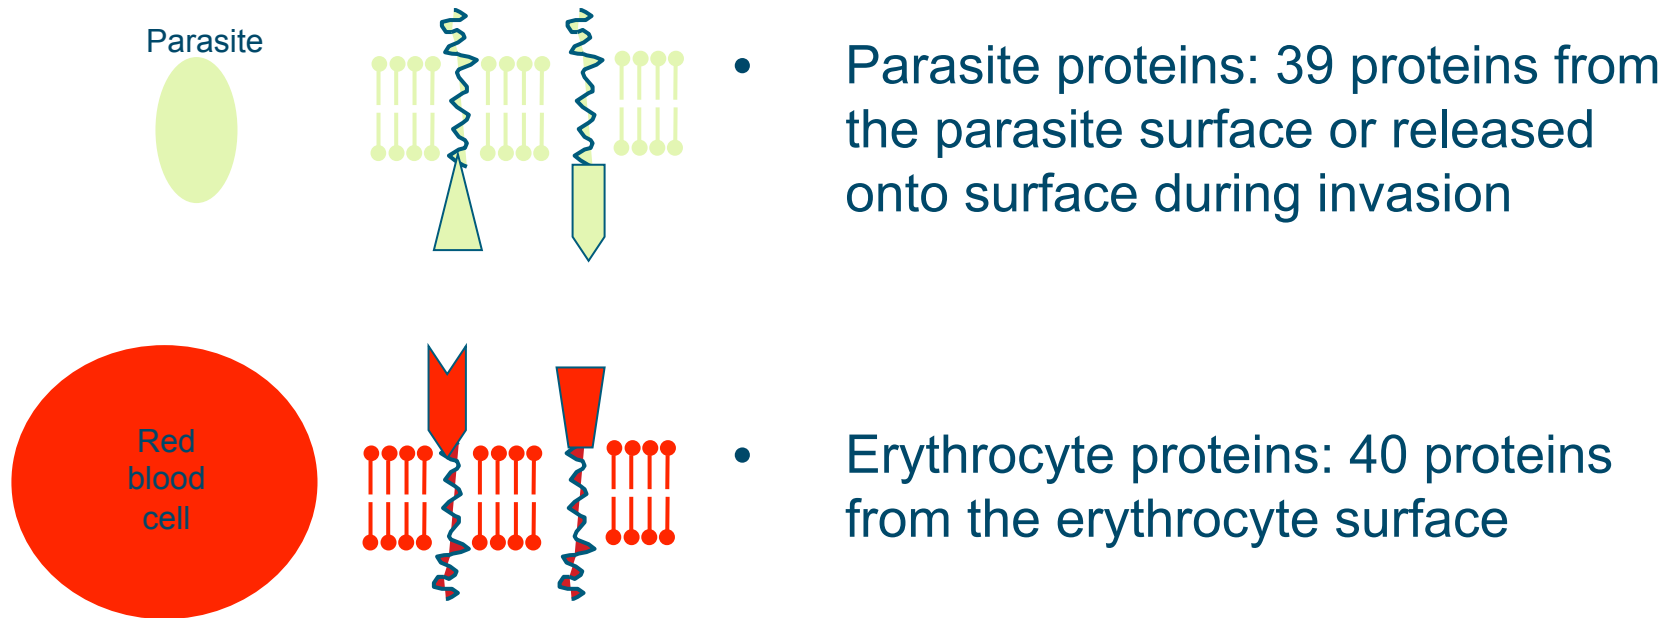 Parasite
• Parasite proteins: 39 proteins from
the parasite surface or released
onto surface during invasion
Red
blood
cell
• Erythrocyte proteins: 40 proteins
from the erythrocyte surface